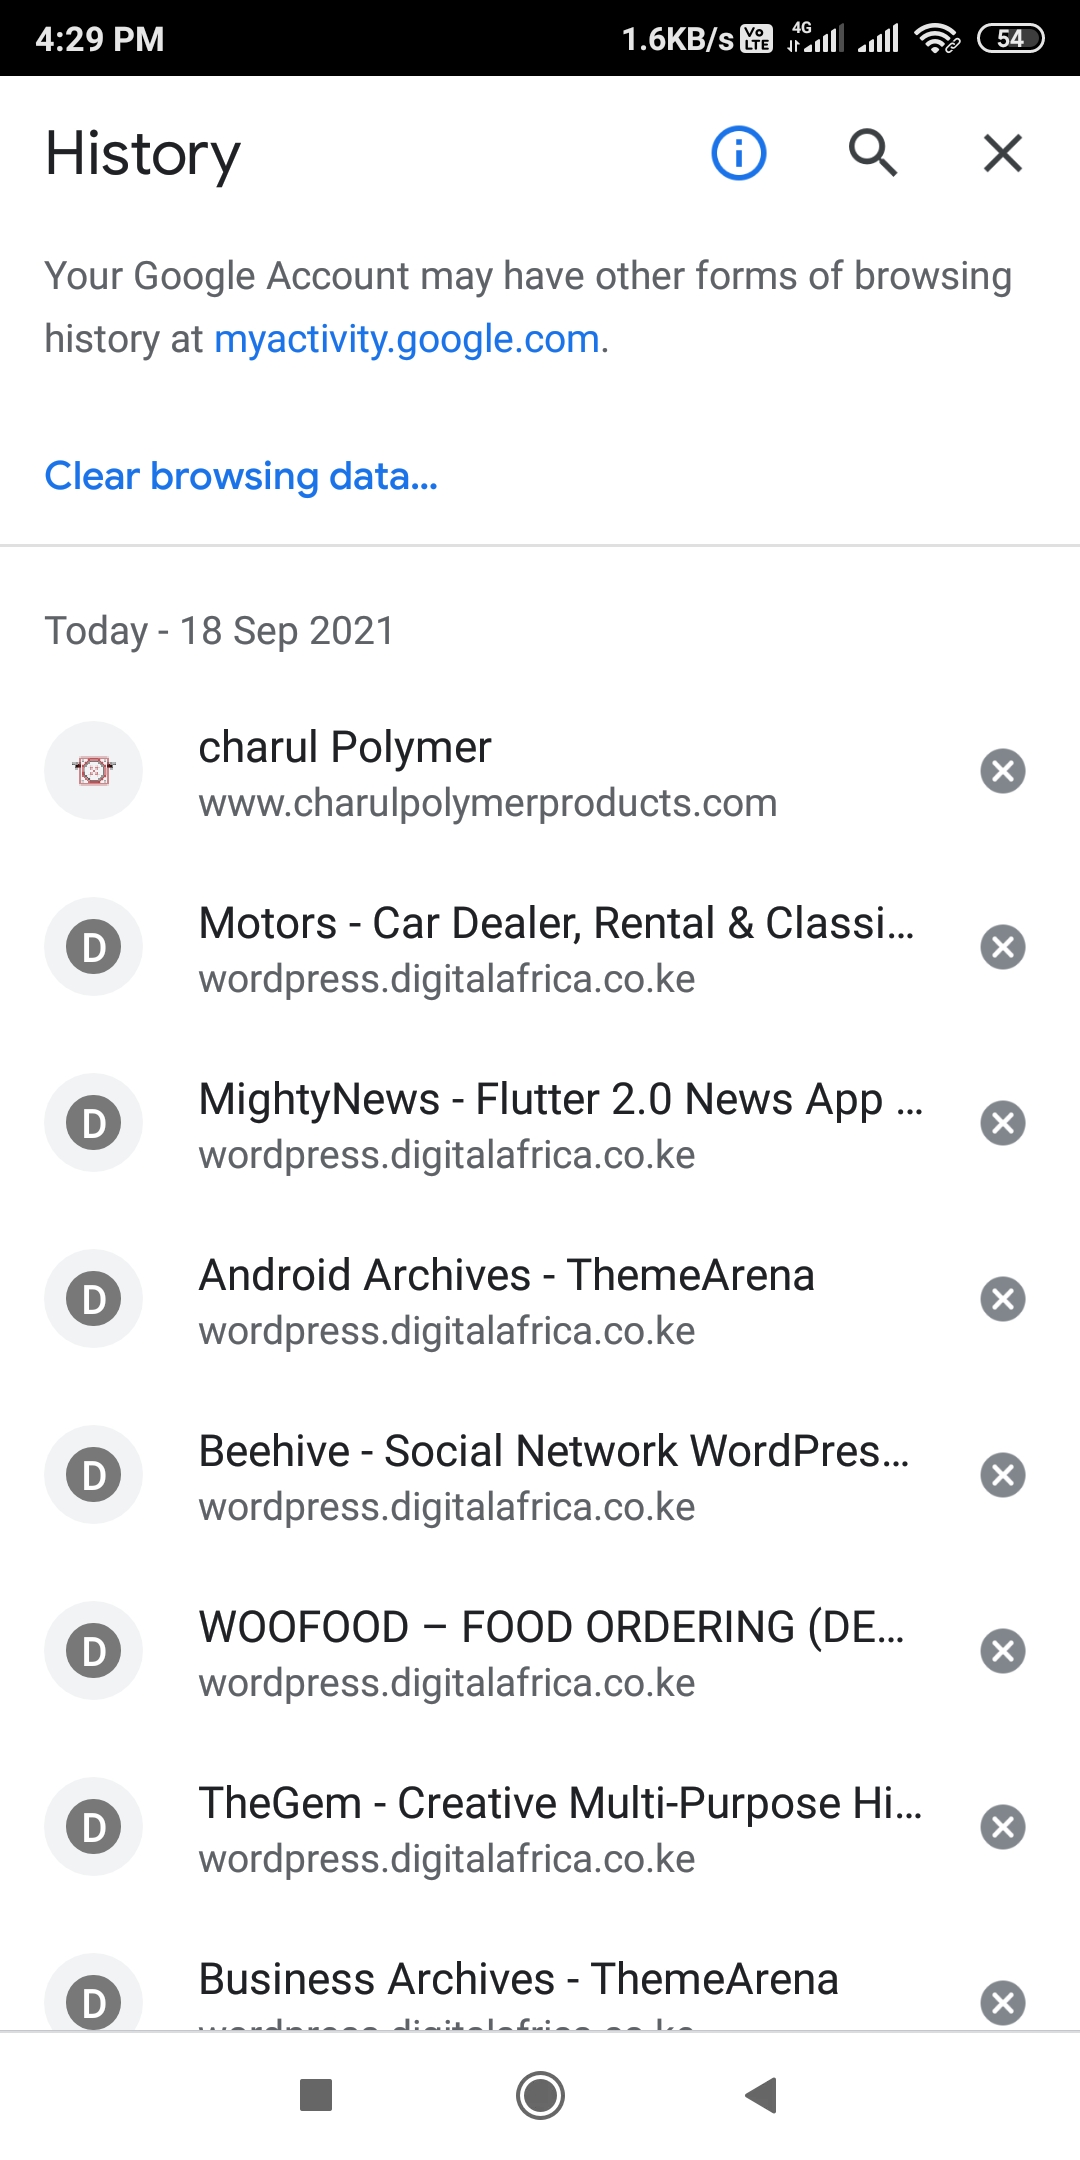 4:29 PM
1.6KB/s Vo LTE 4G 54
History
Your Google Account may have other forms of browsing
history at myactivity.google.com.
Clear browsing data...
Today - 18 Sep 2021
charul Polymer
www.charulpolymerproducts.com
D
Motors - Car Dealer, Rental & Classi...
wordpress.digitalafrica.co.ke
D
MightyNews - Flutter 2.0 News App ...
wordpress.digitalafrica.co.ke
D
Android Archives - ThemeArena
wordpress.digitalafrica.co.ke
D
Beehive - Social Network WordPres...
wordpress.digitalafrica.co.ke
D
WOOFOOD – FOOD ORDERING (DE...
wordpress.digitalafrica.co.ke
D
TheGem - Creative Multi-Purpose Hi...
wordpress.digitalafrica.co.ke
D
Business Archives - ThemeArena
wordpress.digitalafrica.co.ke